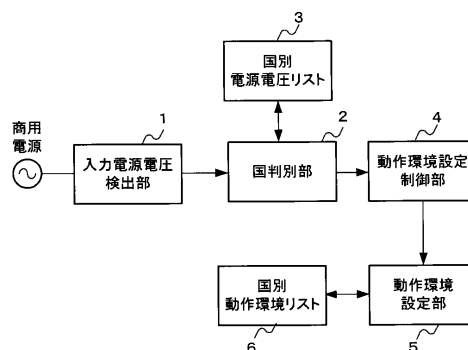 3
国別
電源電圧リスト
商用
電源
1
入力電源電圧
検出部
2
国判別部
4
動作環境設定
制御部
国別
動作環境リスト
6
動作環境
設定部
5